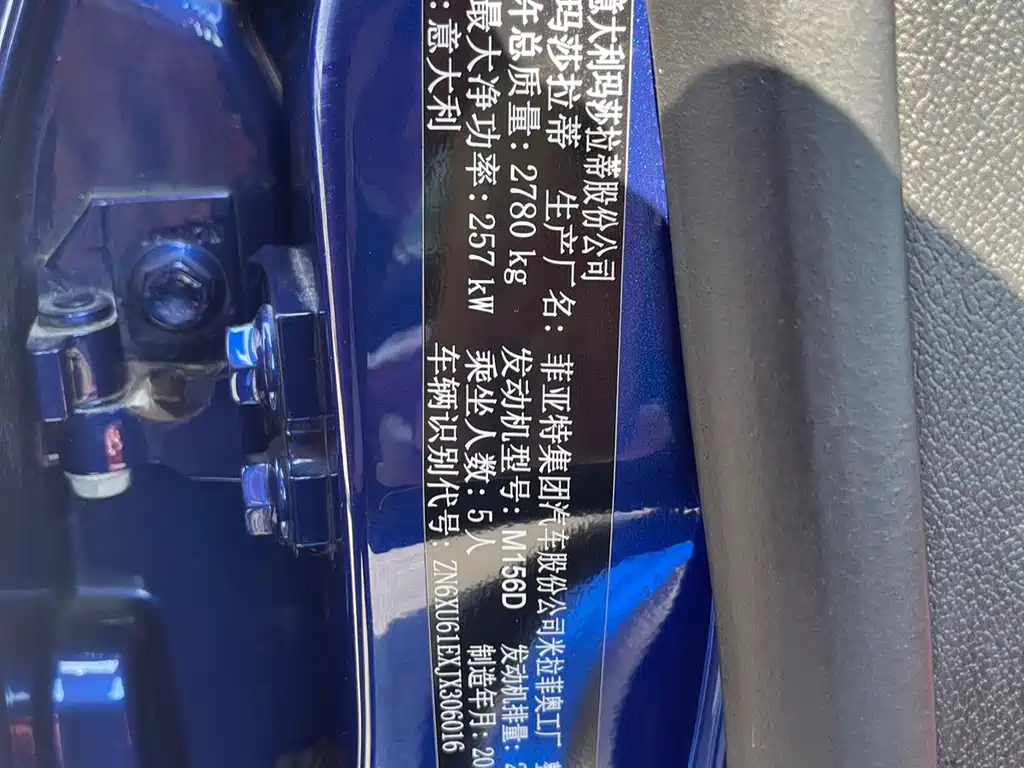 意大利玛莎拉蒂股份公司
玛莎拉蒂 生产厂名: 菲亚特集团汽车股份公司米拉菲奥工厂
许总质量: 2780 kg 发动机型号: M156D 发动机排量: 2
最大净功率: 257 kW 乘坐人数: 5 人 制造年月: 20
: 意大利 车辆识别代号: ZN6XU61EXJX306016